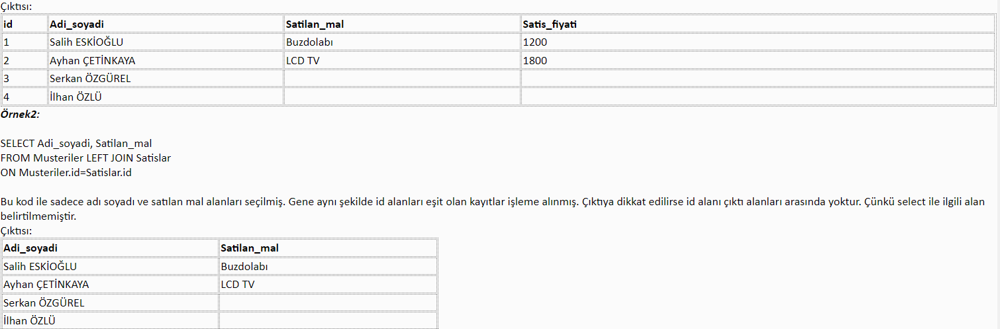 Çıktısı:
id Adi_soyadi Satilan_mal Satis_fiyati
1 Salih ESKİOĞLU Buzdolabı 1200
2 Ayhan ÇETİNKAYA LCD TV 1800
3 Serkan ÖZGÜREL
4 İlhan ÖZLÜ
Örnek2:
SELECT Adi_soyadi, Satilan_mal
FROM Musteriler LEFT JOIN Satislar
ON Musteriler.id=Satislar.id
Bu kod ile sadece adı soyadı ve satılan mal alanları seçilmiş. Gene aynı şekilde id alanları eşit olan kayıtlar işleme alınmış. Çıktıya dikkat edilirse id alanı çıktı alanları arasında yoktur. Çünkü select ile ilgili alan
belirtilmemiştir.
Çıktısı:
Adi_soyadi Satilan_mal
Salih ESKİOĞLU Buzdolabı
Ayhan ÇETİNKAYA LCD TV
Serkan ÖZGÜREL
İlhan ÖZLÜ